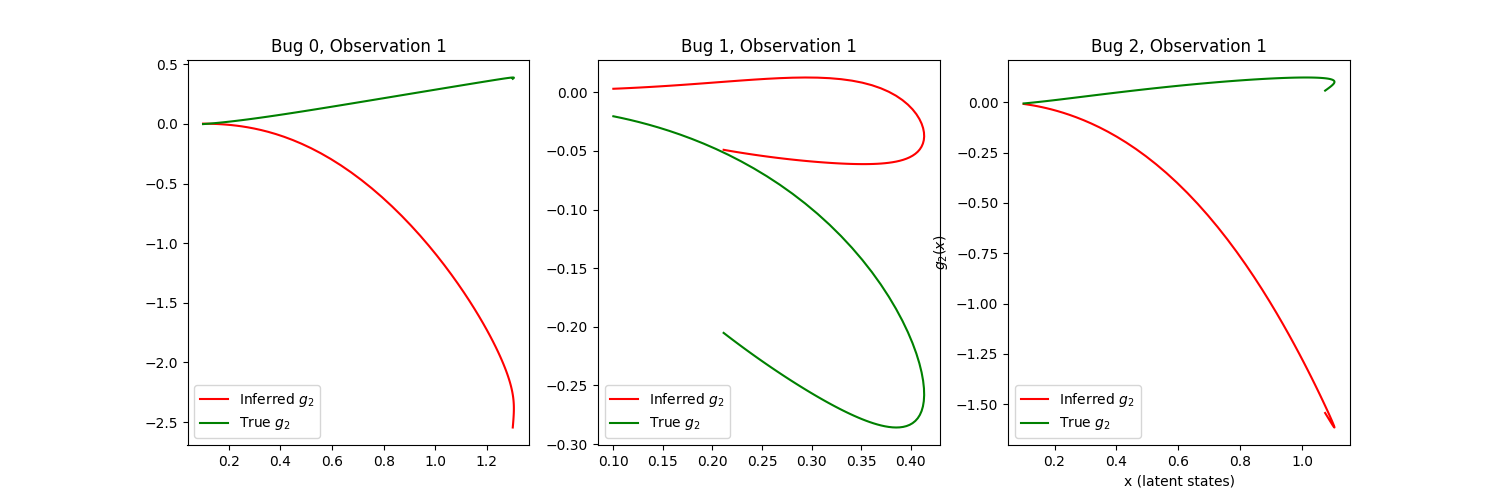 Bug 0, Observation 1
0.5
0.0
−0.5
−1.0
−1.5
−2.0
−2.5
0.2 0.4 0.6 0.8 1.0 1.2
Inferred g₂
True g₂
Bug 1, Observation 1
0.00
−0.05
−0.10
−0.15
−0.20
−0.25
−0.30
0.10 0.15 0.20 0.25 0.30 0.35 0.40
Inferred g₂
True g₂
Bug 2, Observation 1
g₂(x)
0.00
−0.25
−0.50
−0.75
−1.00
−1.25
−1.50
0.2 0.4 0.6 0.8 1.0
x (latent states)
Inferred g₂
True g₂